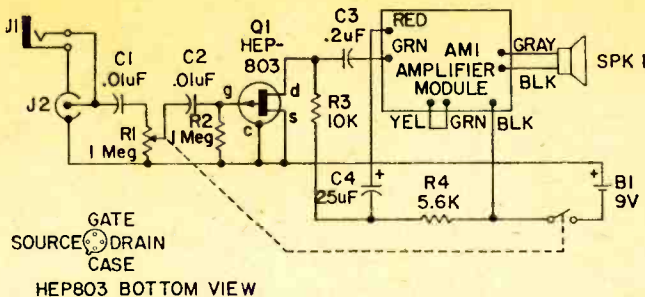 J1
J2
C1
.01uF
R1
1 Meg
C2
.01uF
R2
1 Meg
Q1
HEP-
803
g
d
s
c
C3
.2uF
R3
10K
C4
25uF
RED
GRN
AM1
AMPLIFIER
MODULE
YEL
GRN
BLK
GRAY
BLK
SPK 1
R4
5.6K
+
+
B1
9V
GATE
SOURCE DRAIN
CASE
HEP803 BOTTOM VIEW